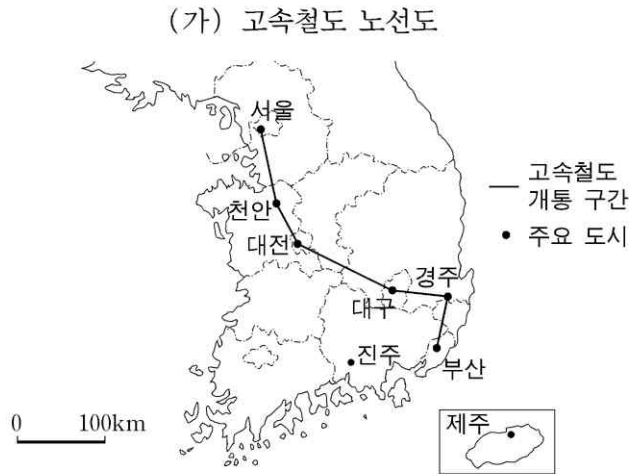 (가) 고속철도 노선도
서울
천안
대전
대구
경주
부산
진주
제주
고속철도
개통 구간
주요 도시
0 100km